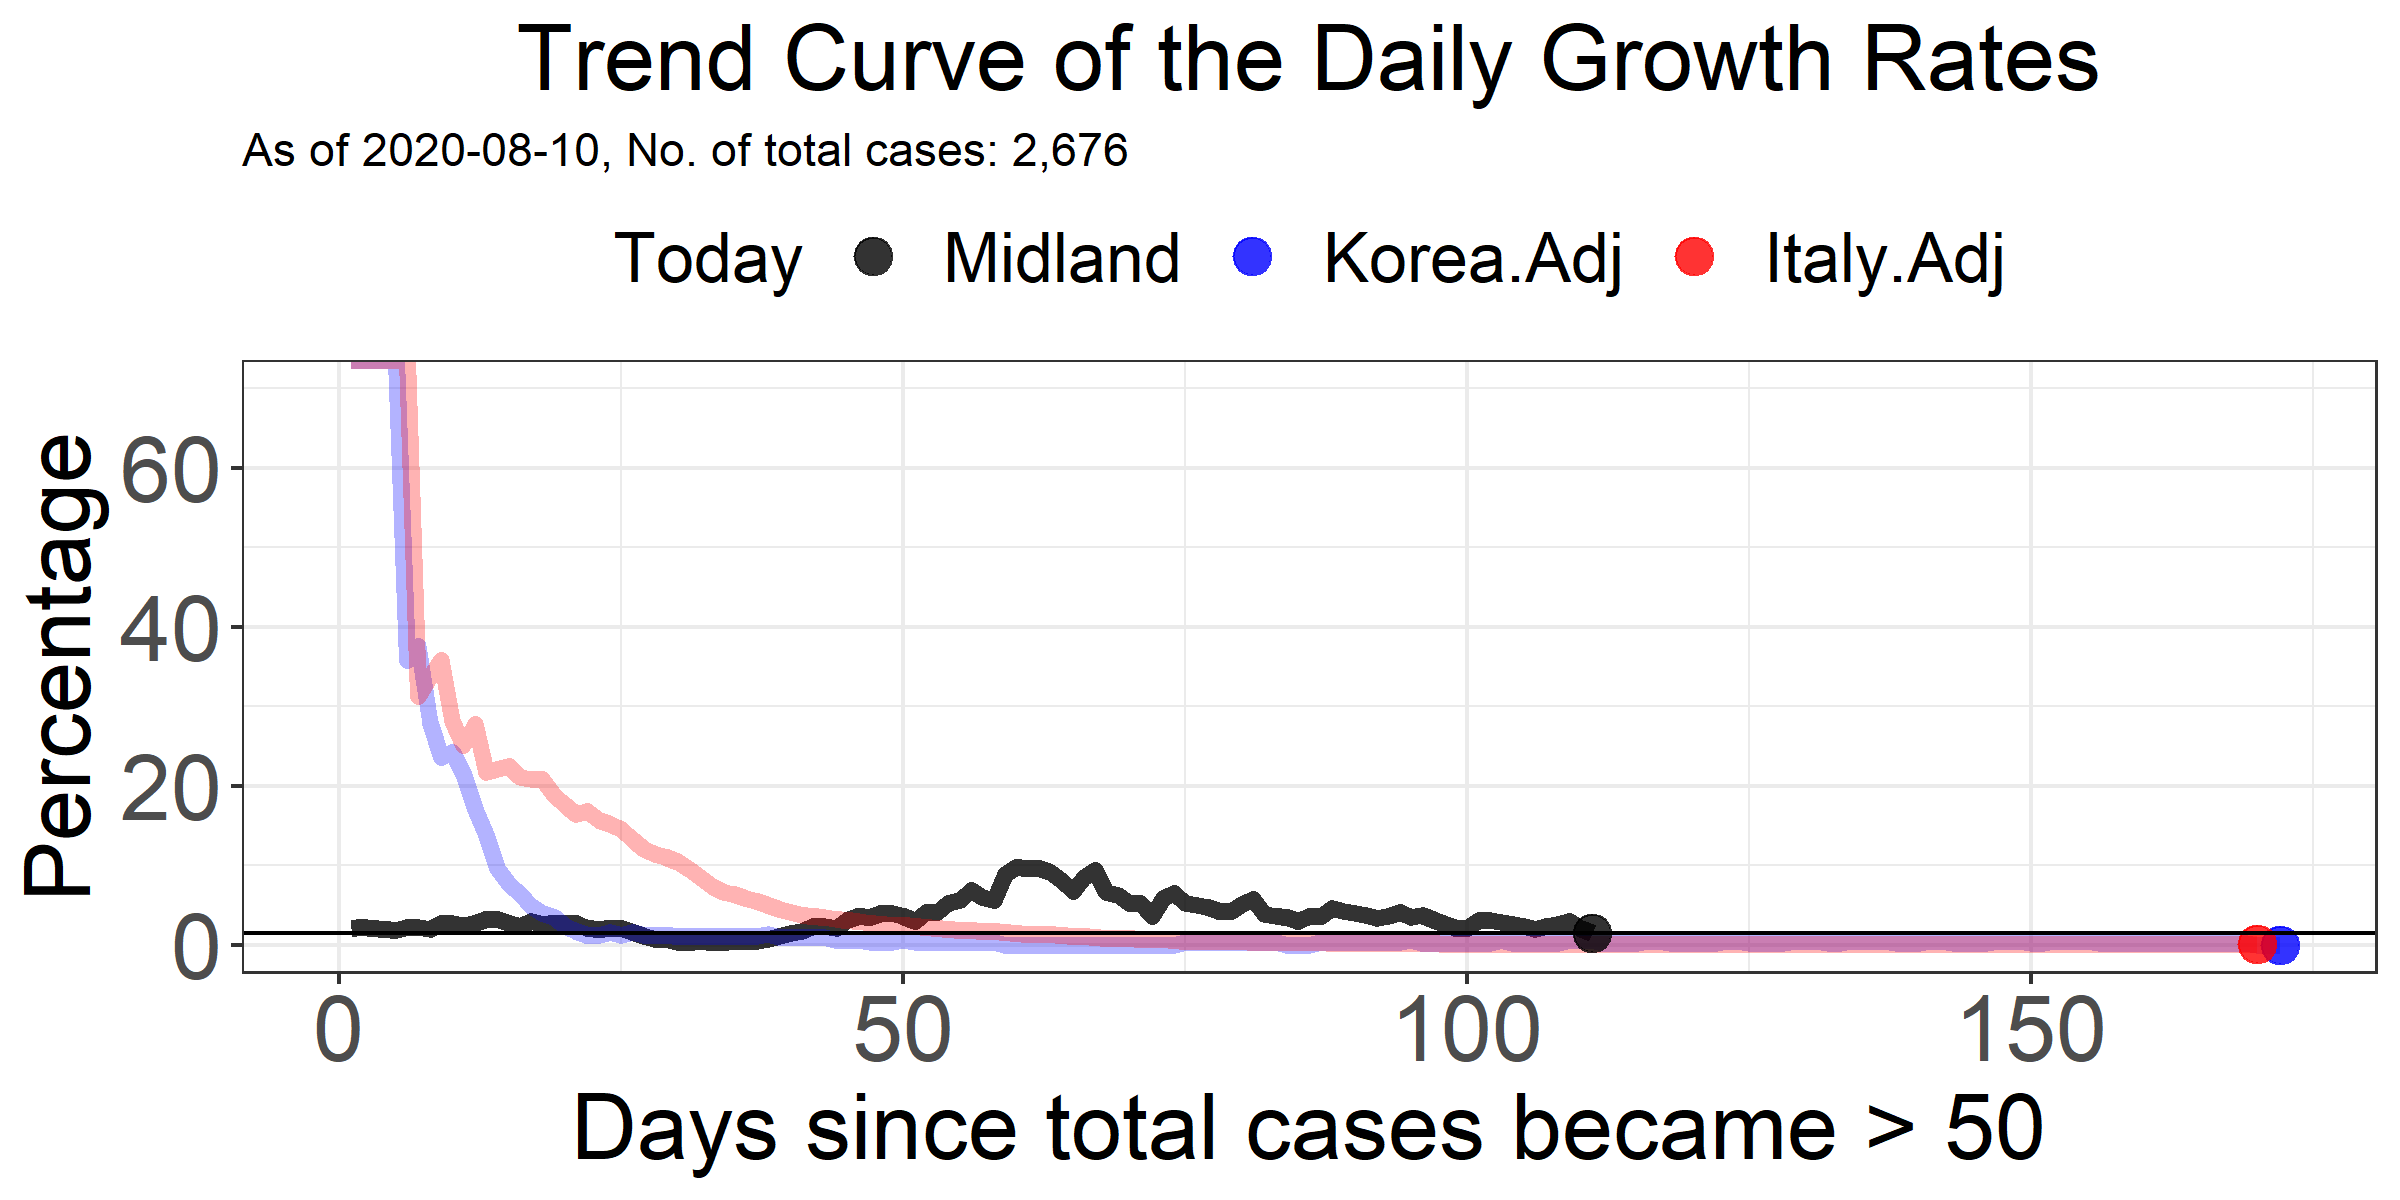 Trend Curve of the Daily Growth Rates
As of 2020-08-10, No. of total cases: 2,676
Today Midland Korea.Adj Italy.Adj
Percentage
60
40
20
0
0 50 100 150
Days since total cases became > 50